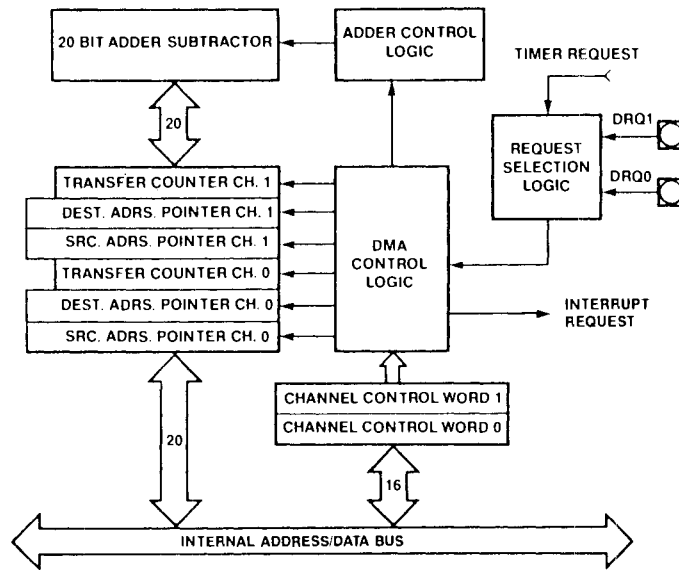 20 BIT ADDER SUBTRACTOR
ADDER CONTROL
LOGIC
TIMER REQUEST
20
DRQ1
REQUEST
SELECTION
LOGIC
DRQ0
TRANSFER COUNTER CH. 1
DEST. ADRS. POINTER CH. 1
SRC. ADRS. POINTER CH. 1
TRANSFER COUNTER CH. 0
DEST. ADRS. POINTER CH. 0
SRC. ADRS. POINTER CH. 0
DMA
CONTROL
LOGIC
INTERRUPT
REQUEST
CHANNEL CONTROL WORD 1
CHANNEL CONTROL WORD 0
20
16
INTERNAL ADDRESS/DATA BUS